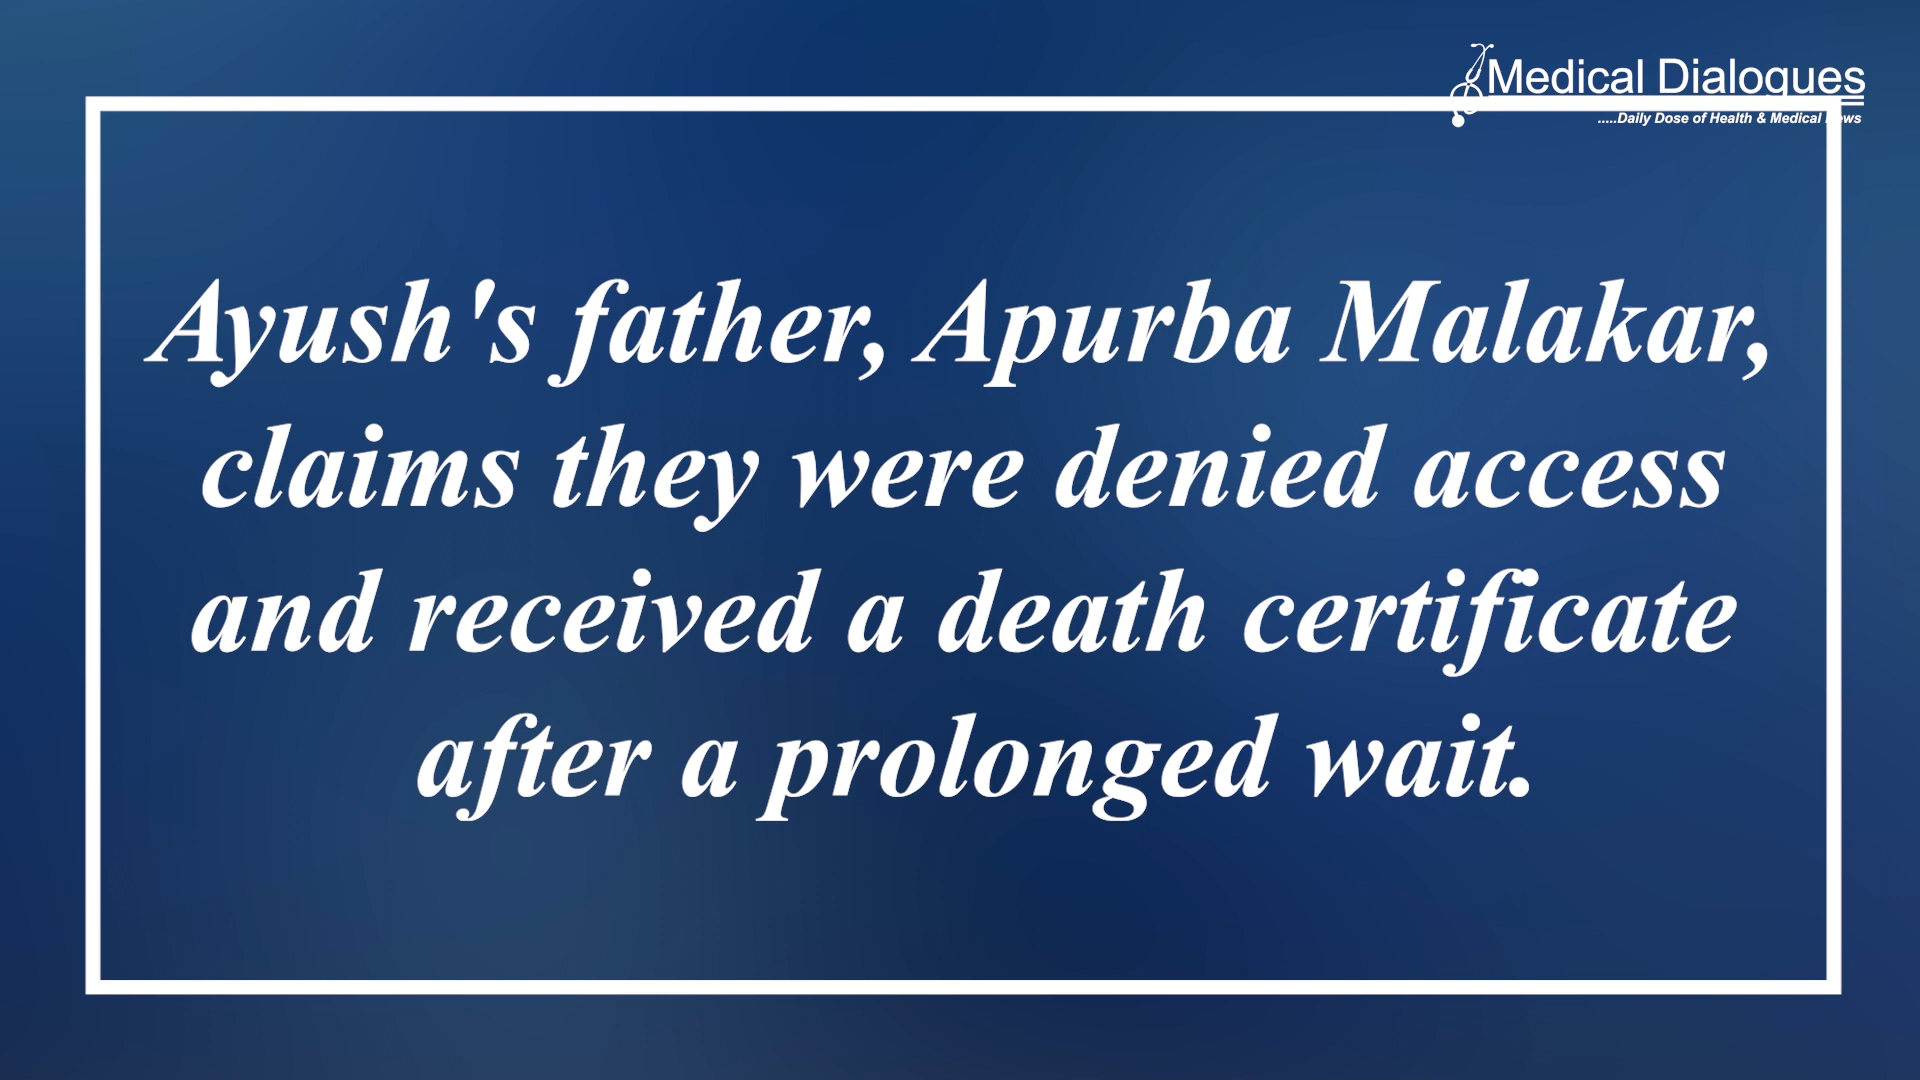 Medical Dialogues
.....Daily Dose of Health & Medical
Ayush's father, Apurba Malakar,
claims they were denied access
and received a death certificate
after a prolonged wait.